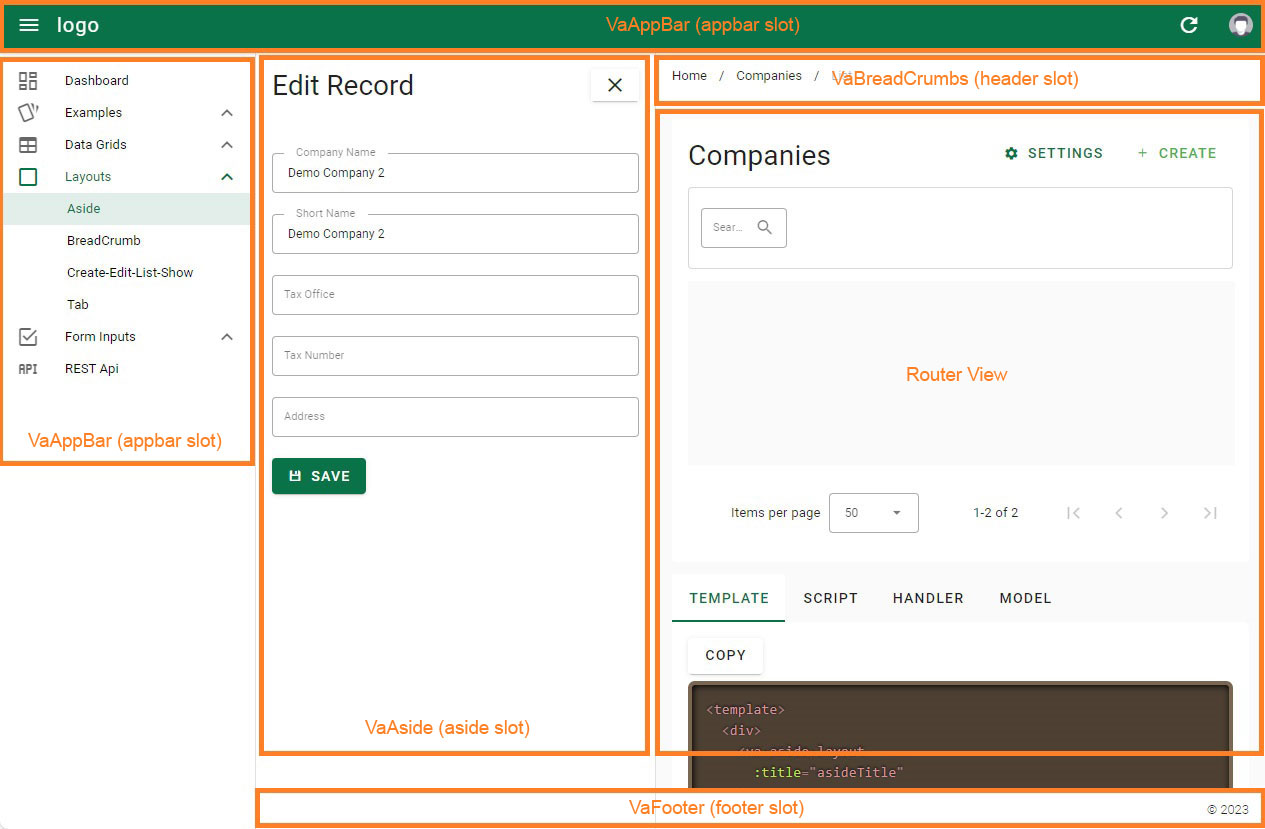 logo
VaAppBar (appbar slot)
Dashboard
Examples
Data Grids
Layouts
Aside
BreadCrumb
Create-Edit-List-Show
Tab
Form Inputs
API
REST Api
VaAppBar (appbar slot)
Edit Record
Company Name
Demo Company 2
Short Name
Demo Company 2
Tax Office
Tax Number
Address
SAVE
VaAside (aside slot)
Home / Companies /
VaBreadCrumbs (header slot)
Companies
SETTINGS
+ CREATE
Sear...
Router View
Items per page
50
1-2 of 2
TEMPLATE
SCRIPT
HANDLER
MODEL
COPY
<template>
<div>
<va-aside-layout
:title="asideTitle"
VaFooter (footer slot)
© 2023